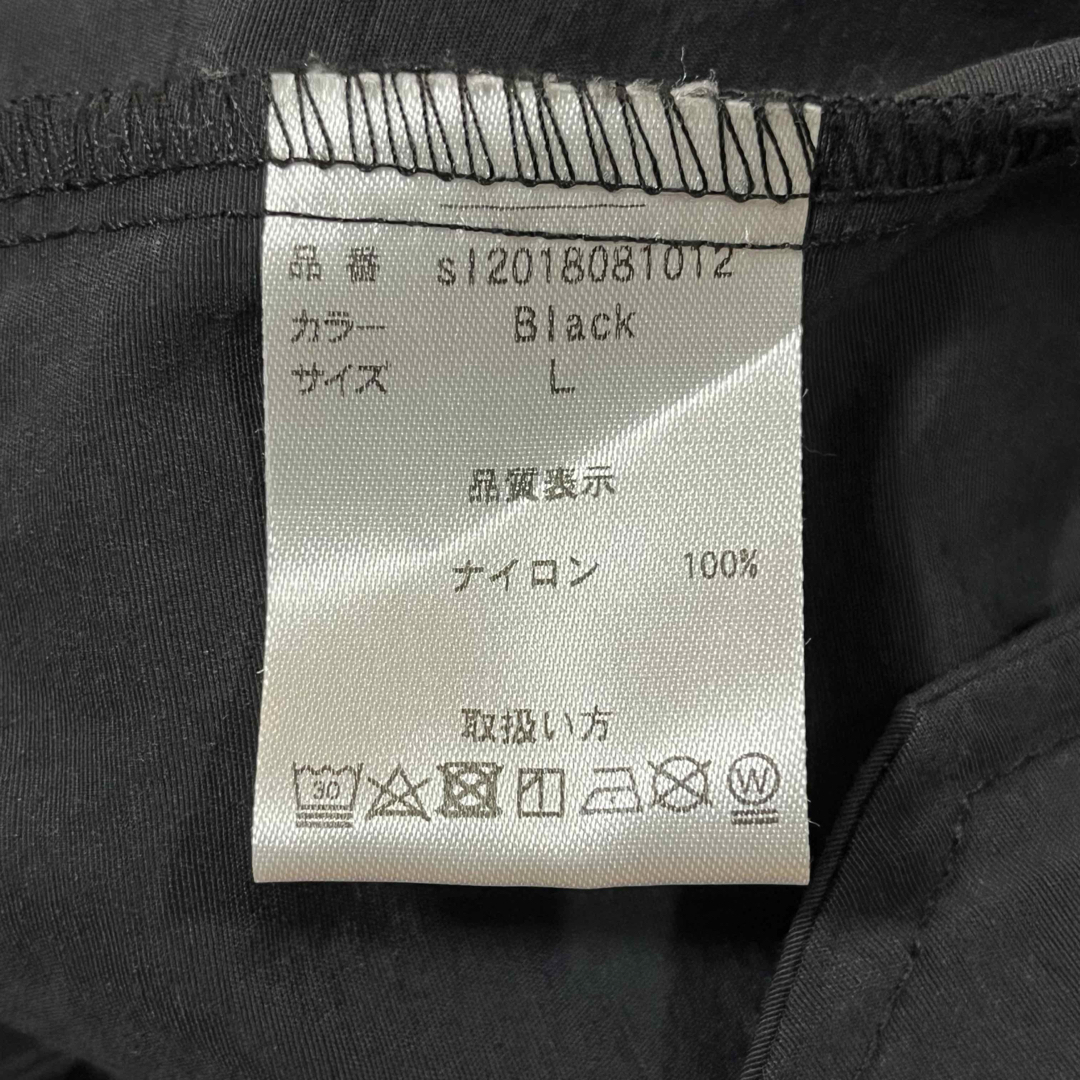 品番 sl2018081012
カラー Black
サイズ L
品質表示
ナイロン 100%
取扱い方
30 W